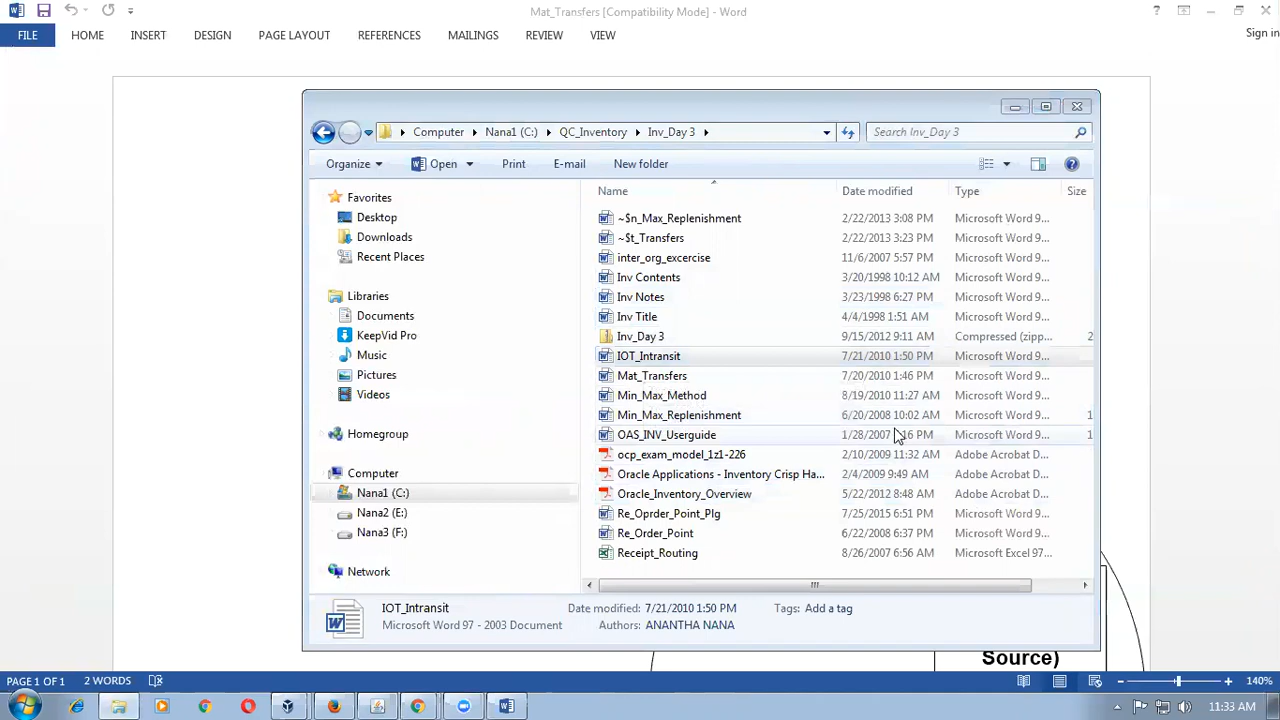 Mat_Transfers [Compatibility Mode] - Word
?
FILE HOME INSERT DESIGN PAGE LAYOUT REFERENCES MAILINGS REVIEW VIEW Sign in
Computer Nana1 (C:) QC_Inventory Inv_Day 3 Search Inv_Day 3
Organize Open Print E-mail New folder ?
Name Date modified Type Size
Favorites
Desktop
Downloads
Recent Places
Libraries
Documents
KeepVid Pro
Music
Pictures
Videos
Homegroup
Computer
Nana1 (C:)
Nana2 (E:)
Nana3 (F:)
Network
~$n_Max_Replenishment 2/22/2013 3:08 PM Microsoft Word 9...
~$t_Transfers 2/22/2013 3:23 PM Microsoft Word 9...
inter_org_excercise 11/6/2007 5:57 PM Microsoft Word 9...
Inv Contents 3/20/1998 10:12 AM Microsoft Word 9...
Inv Notes 3/23/1998 6:27 PM Microsoft Word 9...
Inv Title 4/4/1998 1:51 AM Microsoft Word 9...
Inv_Day 3 9/15/2012 9:11 AM Compressed (zipp... 2
IOT_Intransit 7/21/2010 1:50 PM Microsoft Word 9...
Mat_Transfers 7/20/2010 1:46 PM Microsoft Word 9...
Min_Max_Method 8/19/2010 11:27 AM Microsoft Word 9...
Min_Max_Replenishment 6/20/2008 10:02 AM Microsoft Word 9... 1
OAS_INV_Userguide 1/28/2007 16 PM Microsoft Word 9... 1
ocp_exam_model_1z1-226 2/10/2009 11:32 AM Adobe Acrobat D...
Oracle Applications - Inventory Crisp Ha... 2/4/2009 9:49 AM Adobe Acrobat D...
Oracle_Inventory_Overview 5/22/2012 8:48 AM Adobe Acrobat D...
Re_Oprder_Point_Plg 7/25/2015 6:51 PM Microsoft Word 9...
Re_Order_Point 6/22/2008 6:37 PM Microsoft Word 9...
Receipt_Routing 8/26/2007 6:56 AM Microsoft Excel 97...
IOT_Intransit Date modified: 7/21/2010 1:50 PM Tags: Add a tag
Microsoft Word 97 - 2003 Document Authors: ANANTHA NANA
Source)
PAGE 1 OF 1 2 WORDS 140%
11:33 AM